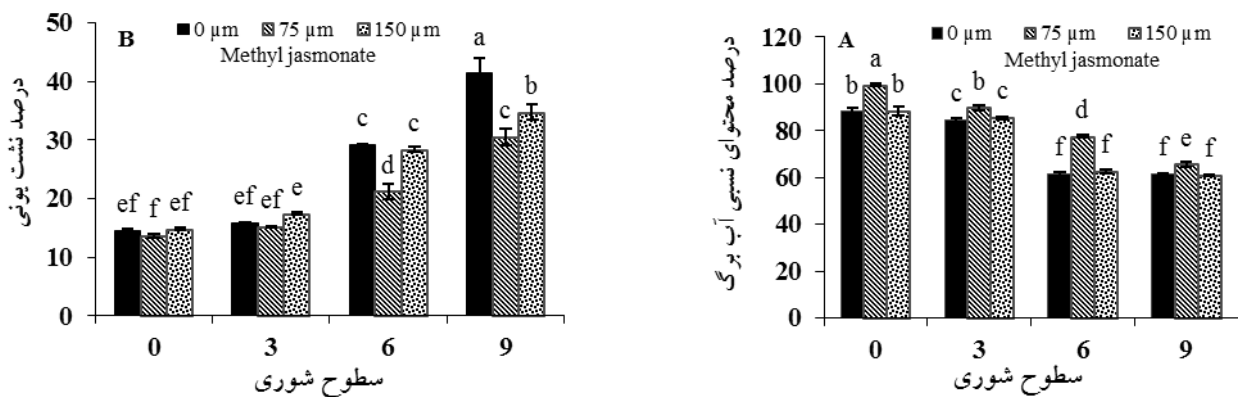 B
0 µm 75 µm 150 µm
Methyl jasmonate
درصد نشت یونی
50
40
30
20
10
0
ef f ef
ef ef e
c d c
a c b
0 3 6 9
سطوح شوری
A
0 µm 75 µm 150 µm
Methyl jasmonate
درصد محتوای نسبی آب برگ
120
100
80
60
40
20
0
b a b
c b c
f d f
f e f
0 3 6 9
سطوح شوری